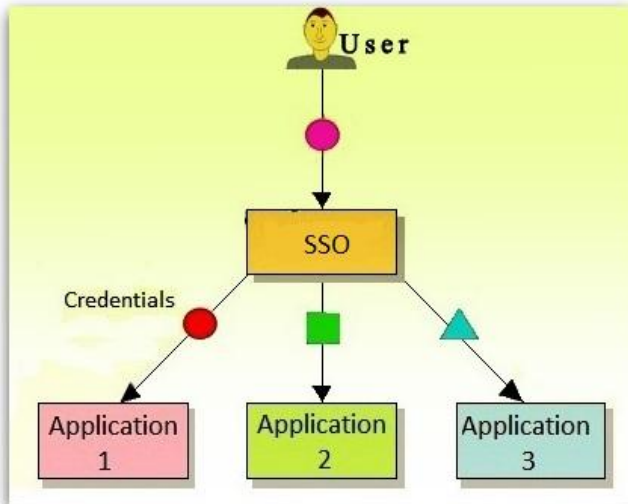 User
SSO
Credentials
Application
1
Application
2
Application
3